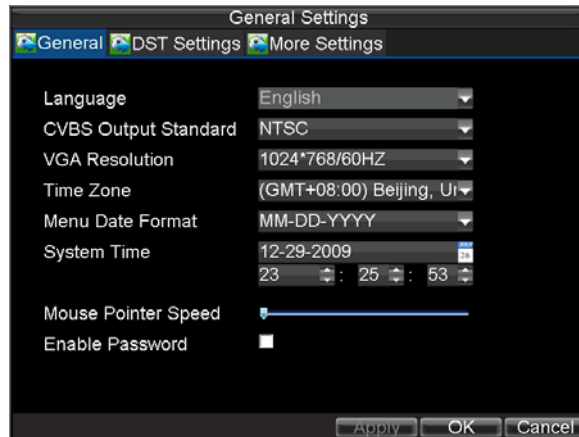 General Settings
General DST Settings More Settings
Language English
CVBS Output Standard NTSC
VGA Resolution 1024*768/60HZ
Time Zone (GMT+08:00) Beijing,
Menu Date Format MM-DD-YYYY
System Time 12-29-2009
23 : 25 : 53
Mouse Pointer Speed
Enable Password
Apply OK Cancel